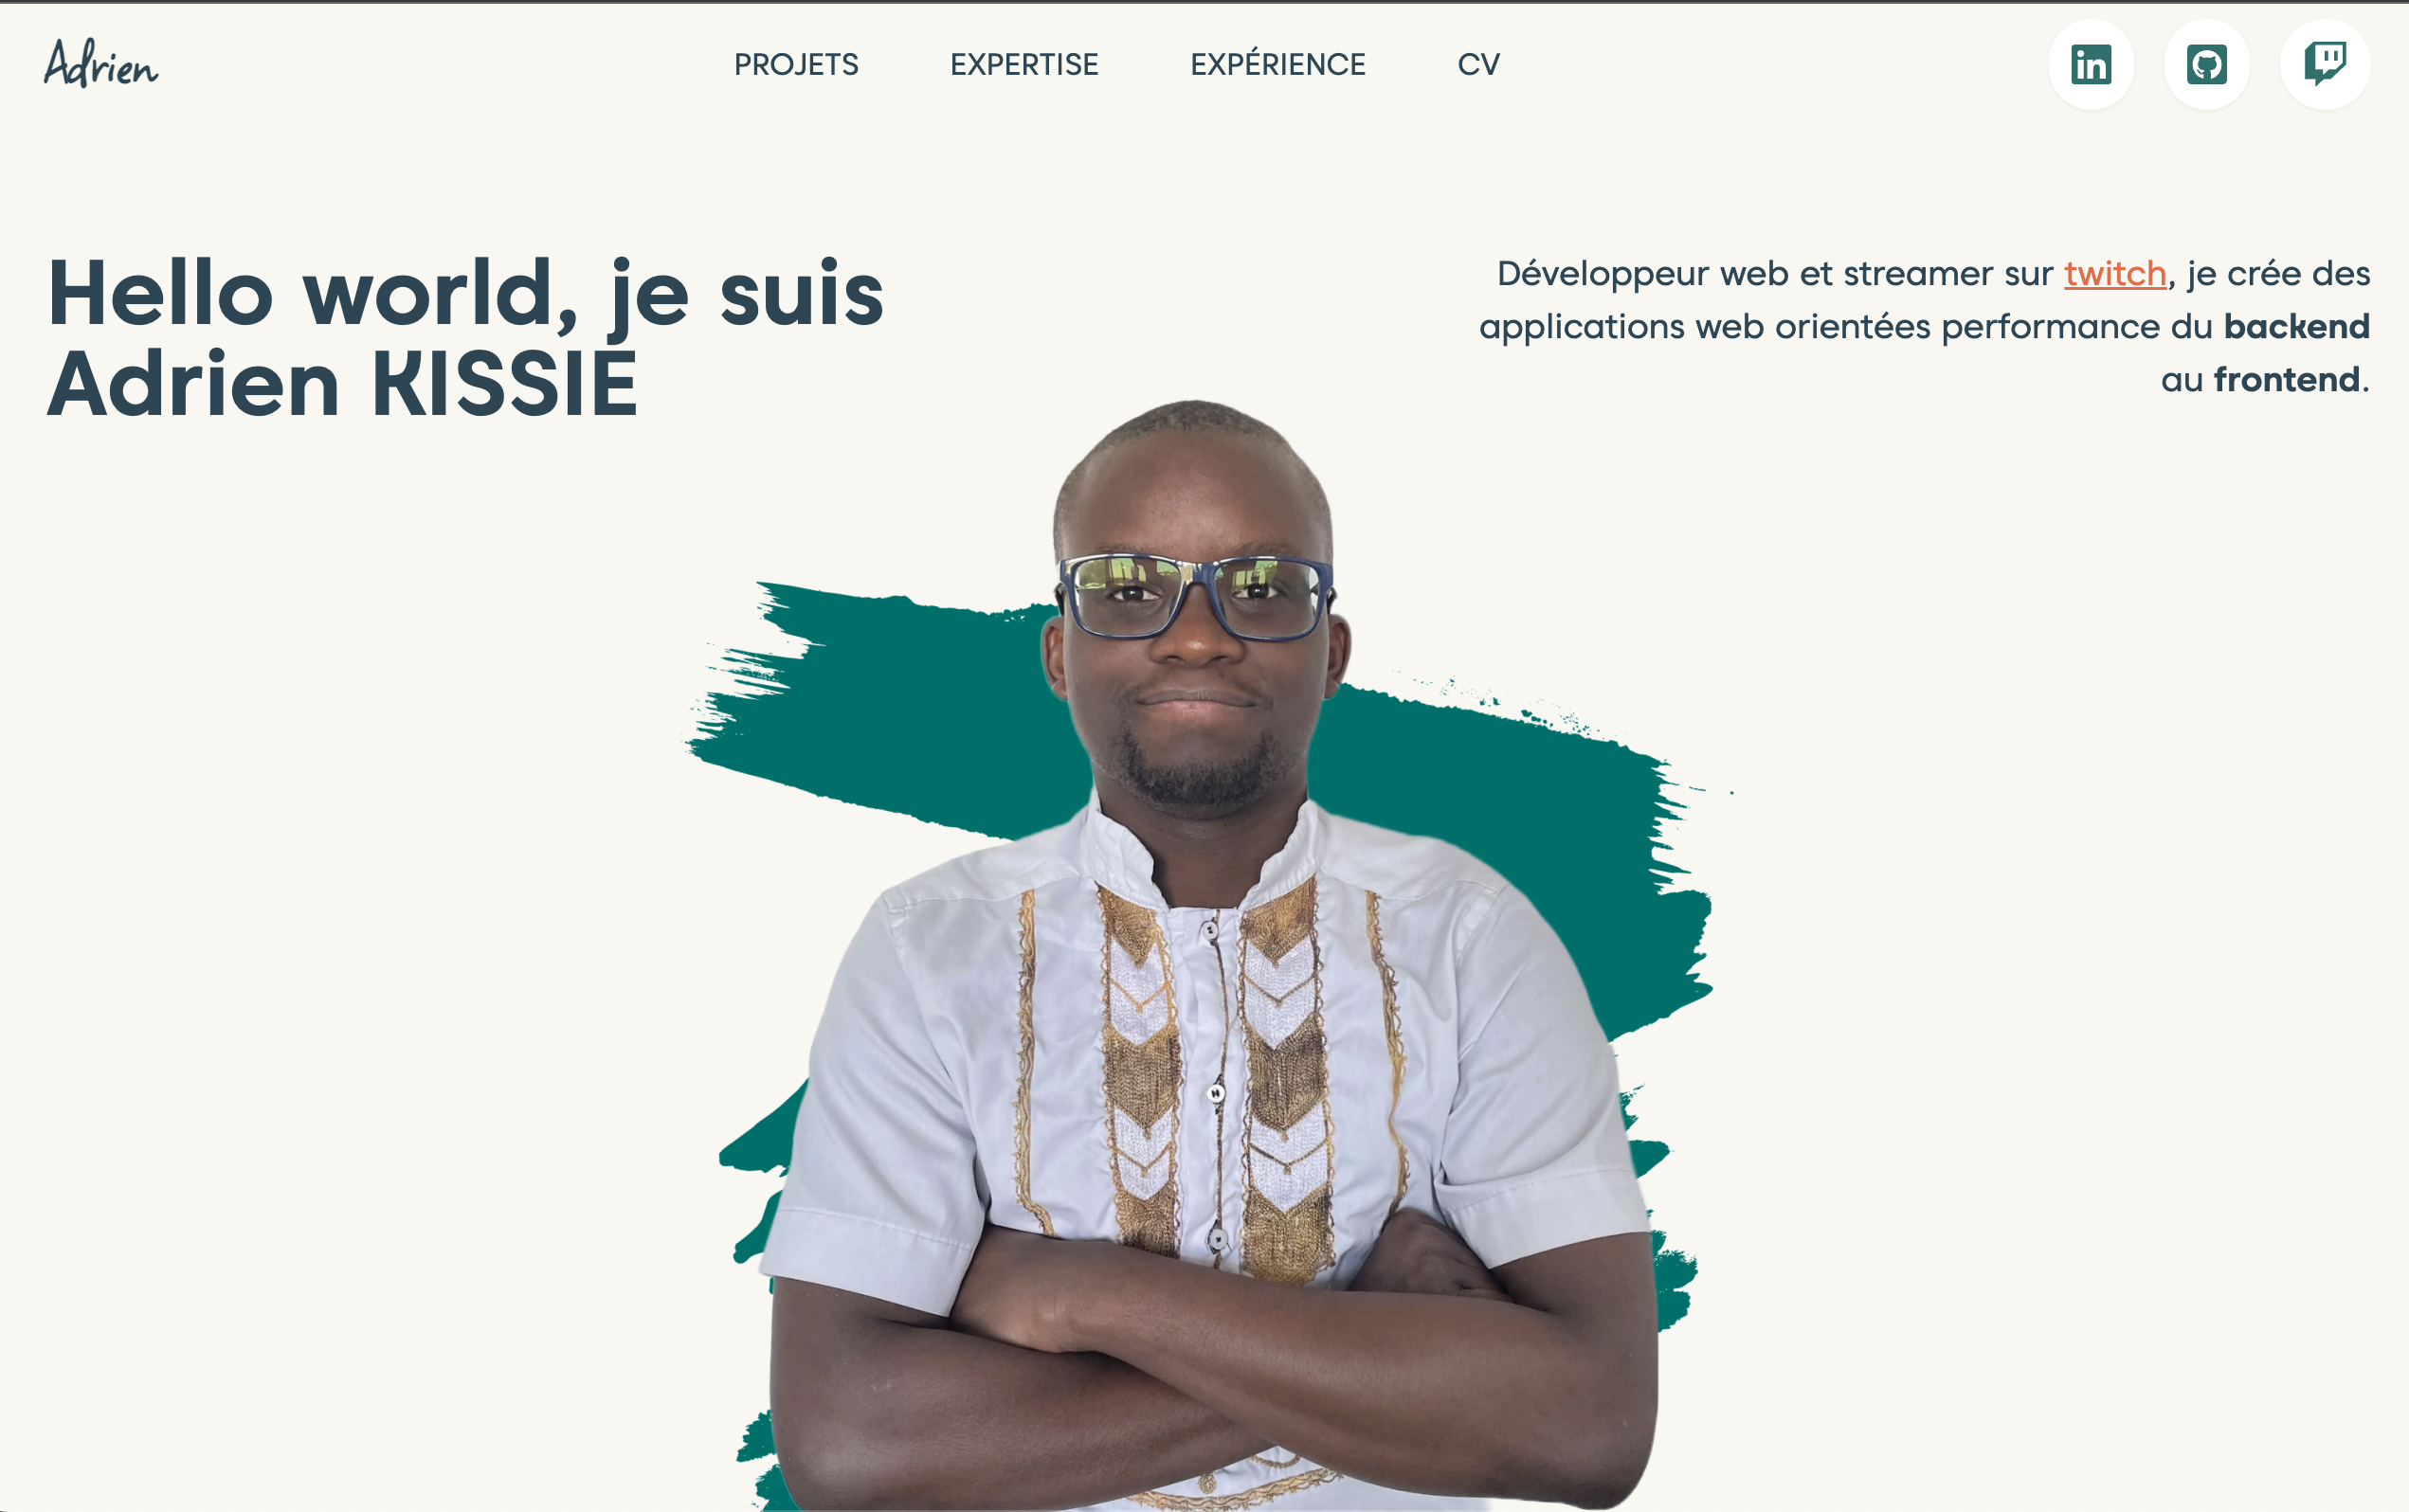 Adrien
PROJETS
EXPERTISE
EXPÉRIENCE
CV
Hello world, je suis
Adrien KISSIE
Développeur web et streamer sur twitch, je crée des
applications web orientées performance du backend
au frontend.